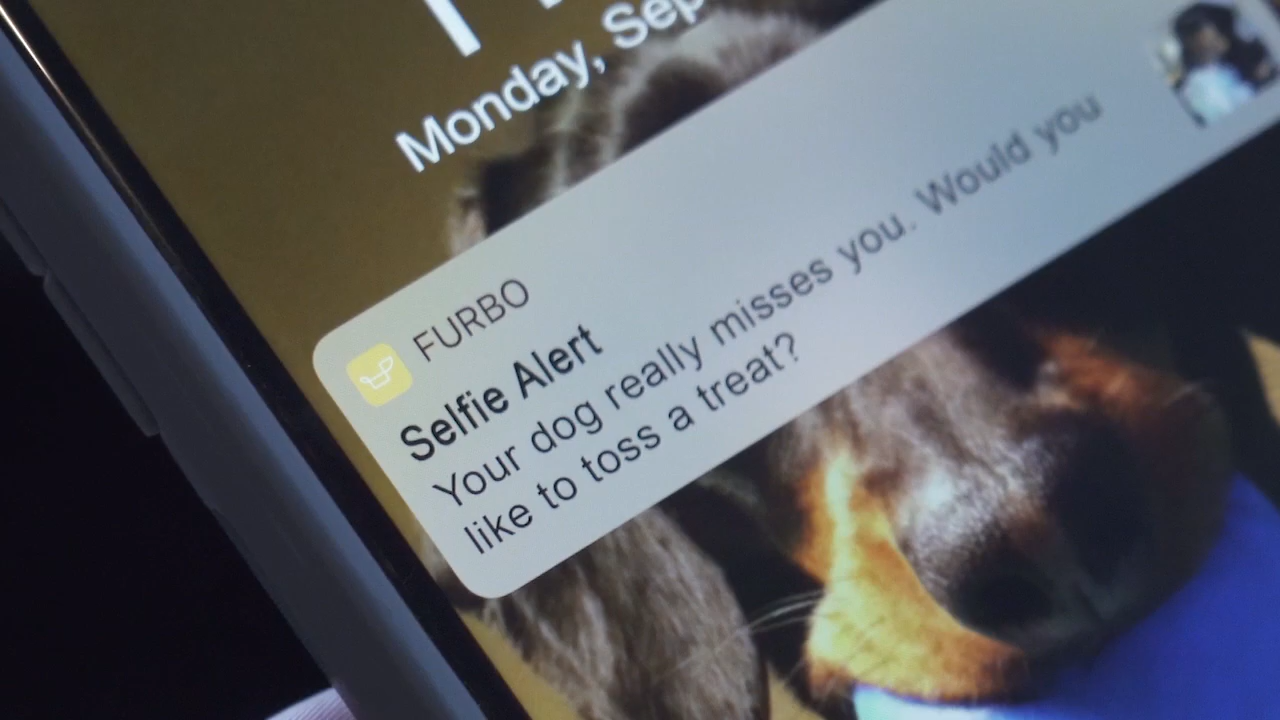 Monday, Sep
FURBO
Selfie Alert
Your dog really misses you. Would you
like to toss a treat?